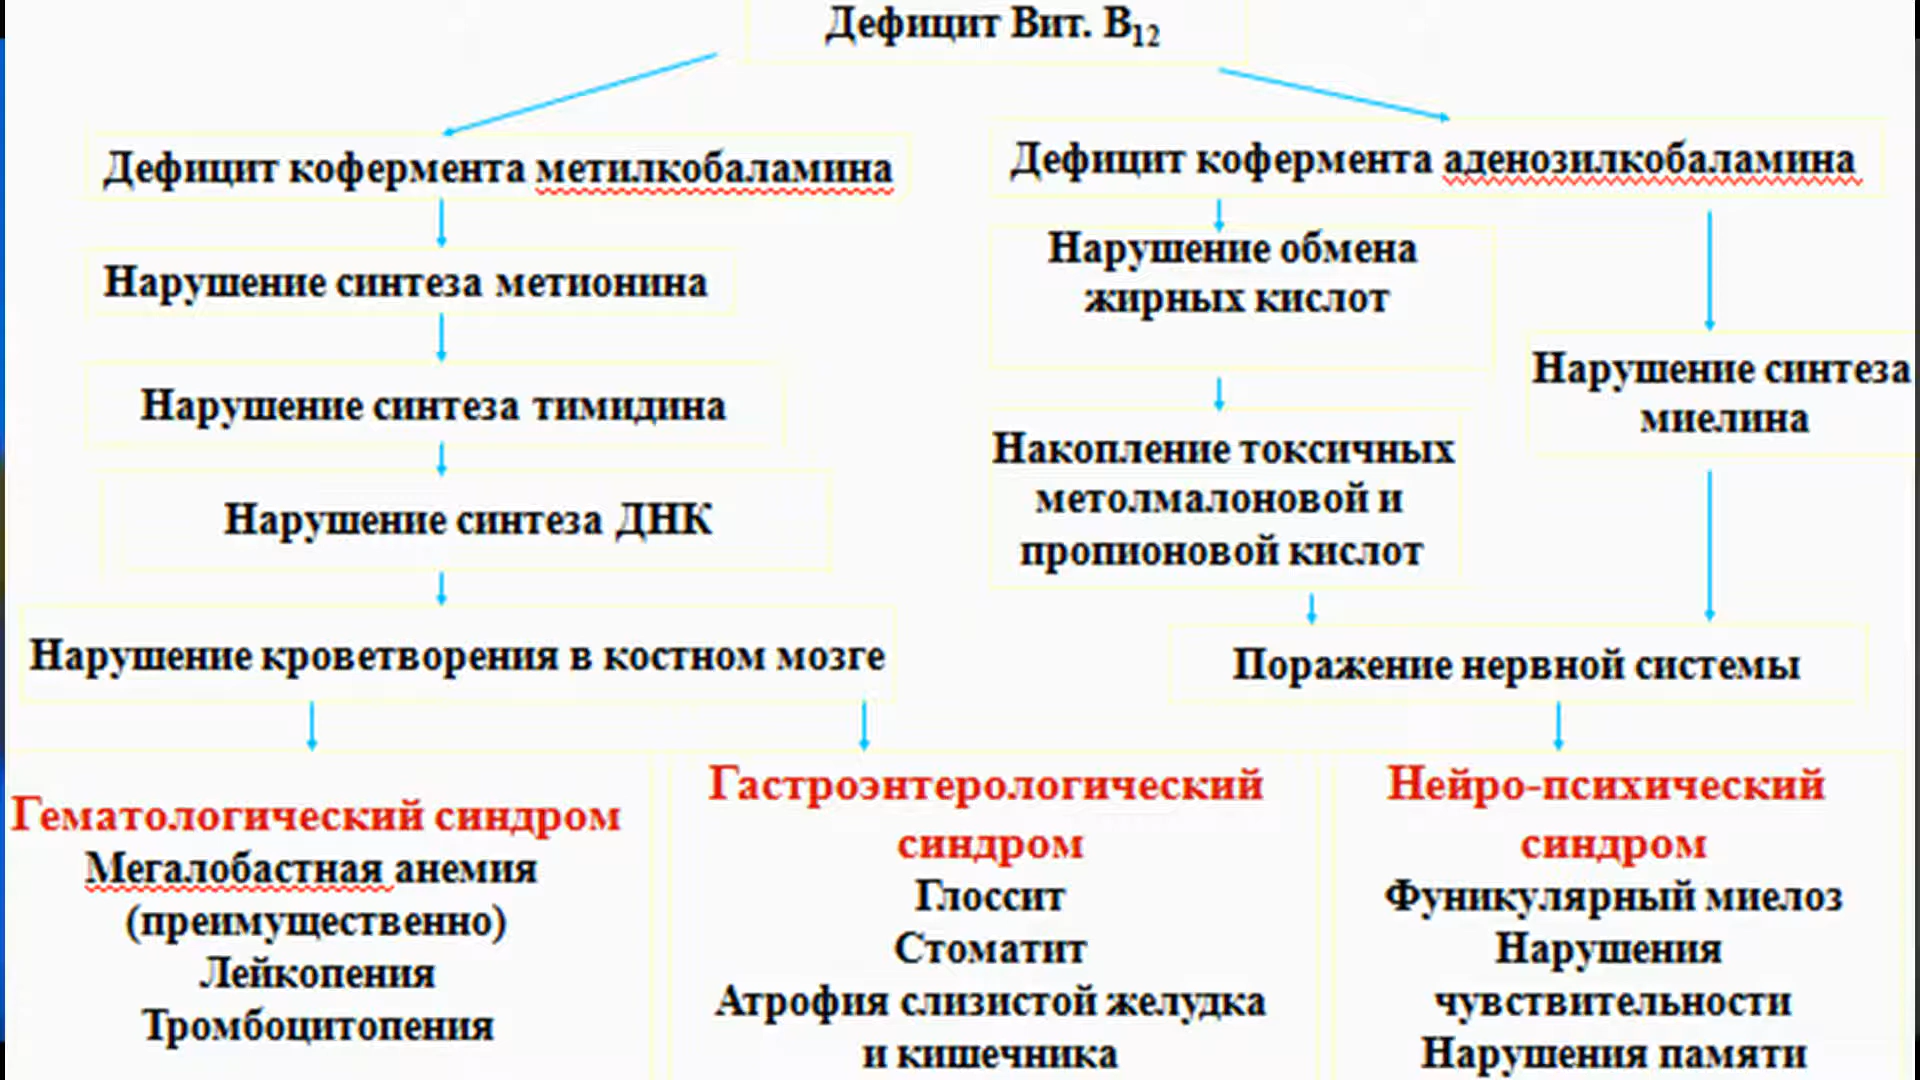 Дефицит Вит. В12
Дефицит кофермента метилкобаламина
Дефицит кофермента аденозилкобаламина
Нарушение синтеза метионина
Нарушение обмена
жирных кислот
Нарушение синтеза
миелина
Нарушение синтеза тимидина
Накопление токсичных
метолмалоновой и
пропионовой кислот
Нарушение синтеза ДНК
Нарушение кроветворения в костном мозге
Поражение нервной системы
Гематологический синдром
Мегалобастная анемия
(преимущественно)
Лейкопения
Тромбоцитопения
Гастроэнтерологический
синдром
Глоссит
Стоматит
Атрофия слизистой желудка
и кишечника
Нейро-психический
синдром
Фуникулярный миелоз
Нарушения
чувствительности
Нарушения памяти